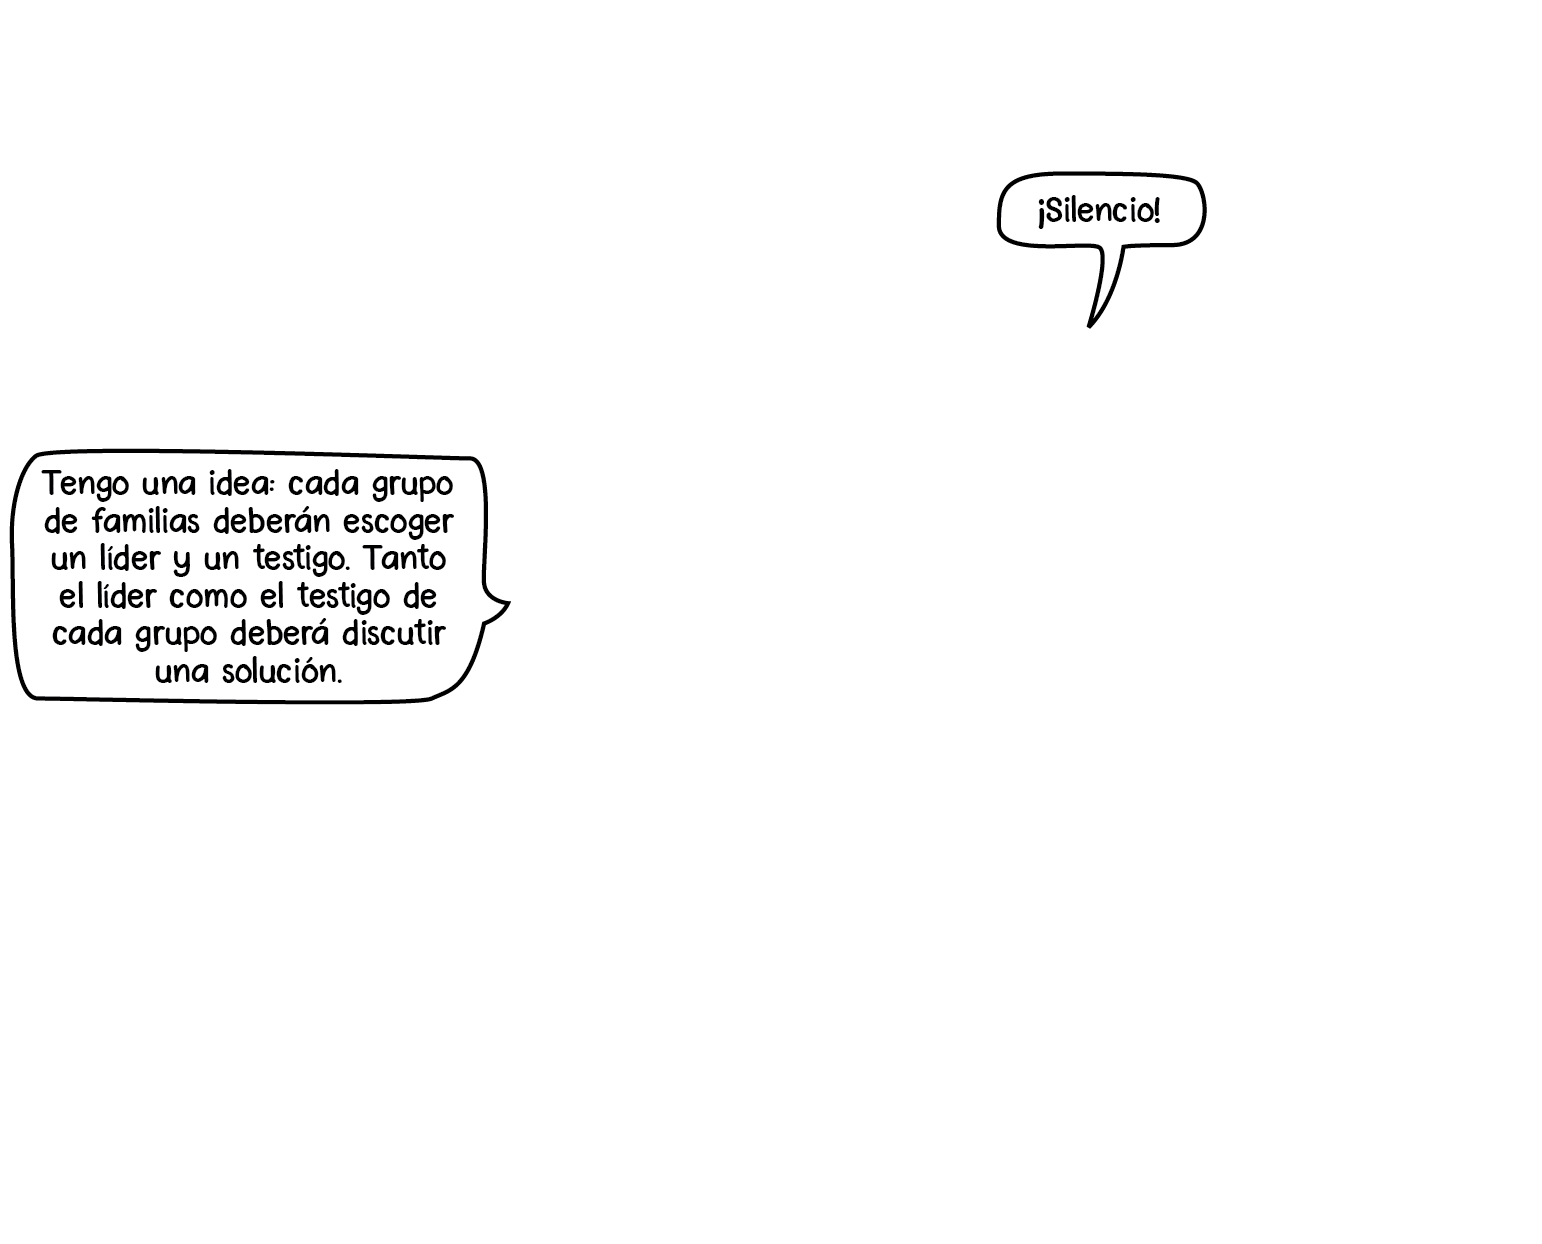 ¡Silencio!
Tengo una idea: cada grupo
de familias deberán escoger
un líder y un testigo. Tanto
el líder como el testigo de
cada grupo deberá discutir
una solución.